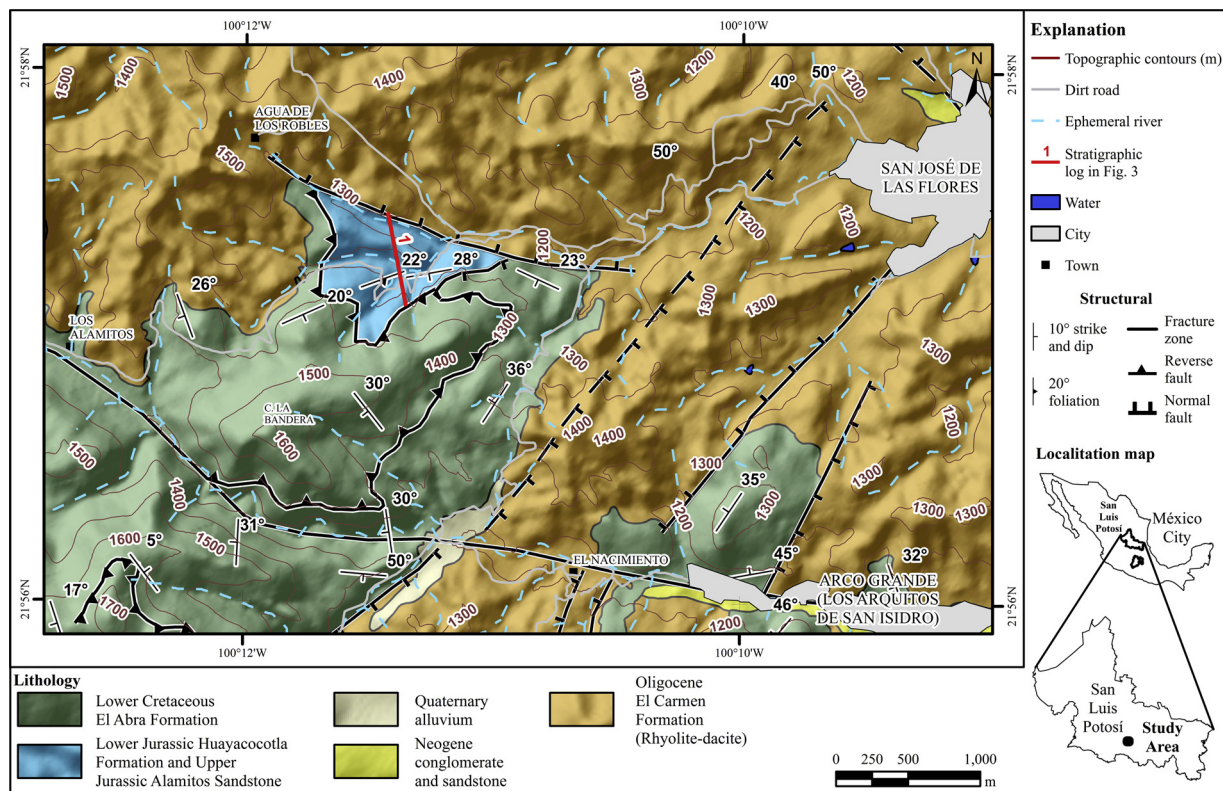 100°12'W
100°10'W
Explanation
Topographic contours (m)
Dirt road
Ephemeral river
1
Stratigraphic
log in Fig. 3
Water
City
Town
Structural
10° strike
and dip
Fracture
zone
20°
foliation
Reverse
fault
Normal
fault
Localitation map
San
Luis
Potosí
México
City
San
Luis
Potosí
Study
Area
21°58'N
21°58'N
21°56'N
21°56'N
N
1500
1400
1400
1200
1300
1200
40°
50°
AGUA DE
LOS ROBLES
1500
50°
SAN JOSÉ DE
LAS FLORES
1300
1
1200
1200
1200
22°
28°
23°
26°
20°
1300
1300
LOS
ALAMITOS
1300
1300
1300
1400
1500
36°
30°
C. LA
BANDERA
1400
1400
1200
1500
1600
1300
1300
1400
30°
35°
1300
1300
1300
31°
1200
1600
5°
1500
50°
EL NACIMIENTO
45°
32°
17°
1700
46°
ARCO GRANDE
(LOS ARQUITOS
DE SAN ISIDRO)
1300
1200
100°12'W
100°10'W
Lithology
Lower Cretaceous
El Abra Formation
Lower Jurassic Huayacocotla
Formation and Upper
Jurassic Alamitos Sandstone
Quaternary
alluvium
Neogene
conglomerate
and sandstone
Oligocene
El Carmen
Formation
(Rhyolite-dacite)
0 250 500 1,000
m